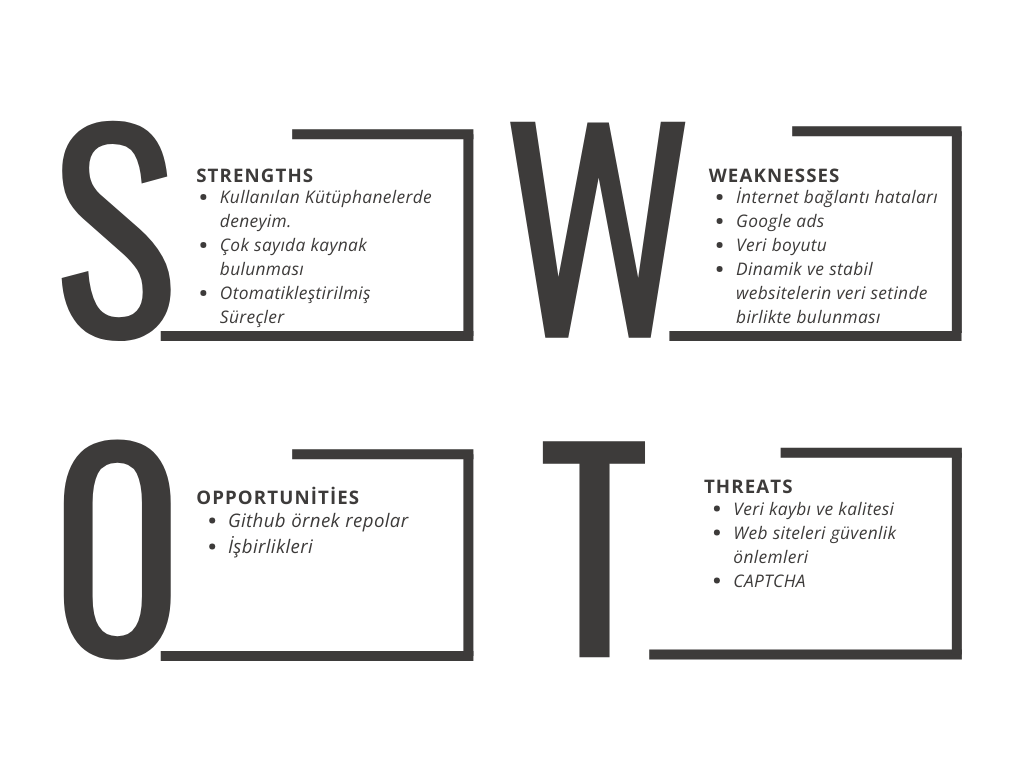 S
STRENGTHS
Kullanılan Kütüphanelerde
deneyim.
Çok sayıda kaynak
bulunması
Otomatikleştirilmiş
Süreçler
W
WEAKNESSES
İnternet bağlantı hataları
Google ads
Veri boyutu
Dinamik ve stabil
websitelerin veri setinde
birlikte bulunması
O
OPPORTUNİTİES
Github örnek repolar
İşbirlikleri
T
THREATS
Veri kaybı ve kalitesi
Web siteleri güvenlik
önlemleri
CAPTCHA